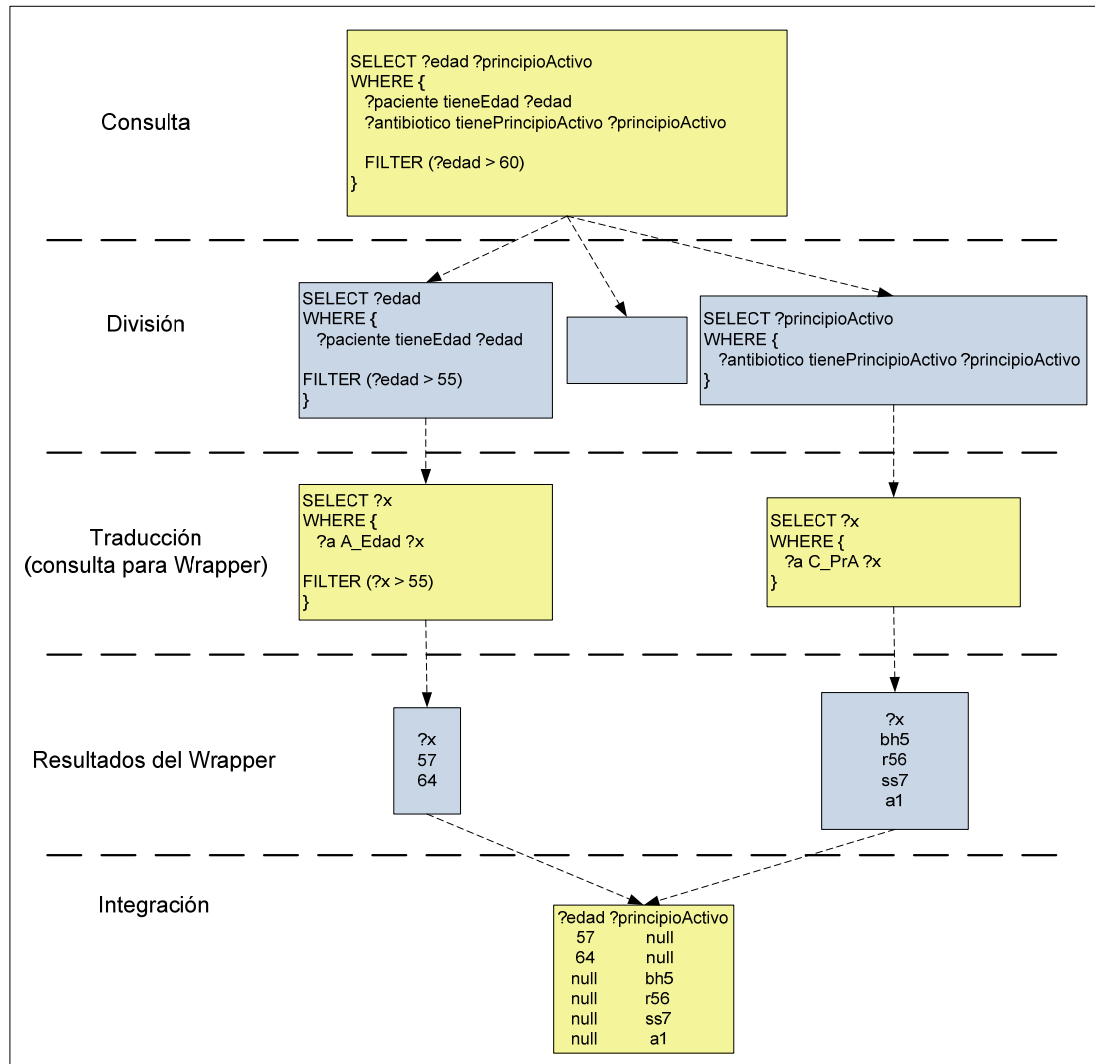 Consulta
SELECT ?edad ?principioActivo
WHERE {
?paciente tieneEdad ?edad
?antibiotico tienePrincipioActivo ?principioActivo
FILTER (?edad > 60)
}
División
SELECT ?edad
WHERE {
?paciente tieneEdad ?edad
FILTER (?edad > 55)
}
SELECT ?principioActivo
WHERE {
?antibiotico tienePrincipioActivo ?principioActivo
}
Traducción
(consulta para Wrapper)
SELECT ?x
WHERE {
?a A_Edad ?x
FILTER (?x > 55)
}
SELECT ?x
WHERE {
?a C_PrA ?x
}
Resultados del Wrapper
?x
57
64
?x
bh5
r56
ss7
a1
Integración
?edad ?principioActivo
57 null
64 null
null bh5
null r56
null ss7
null a1